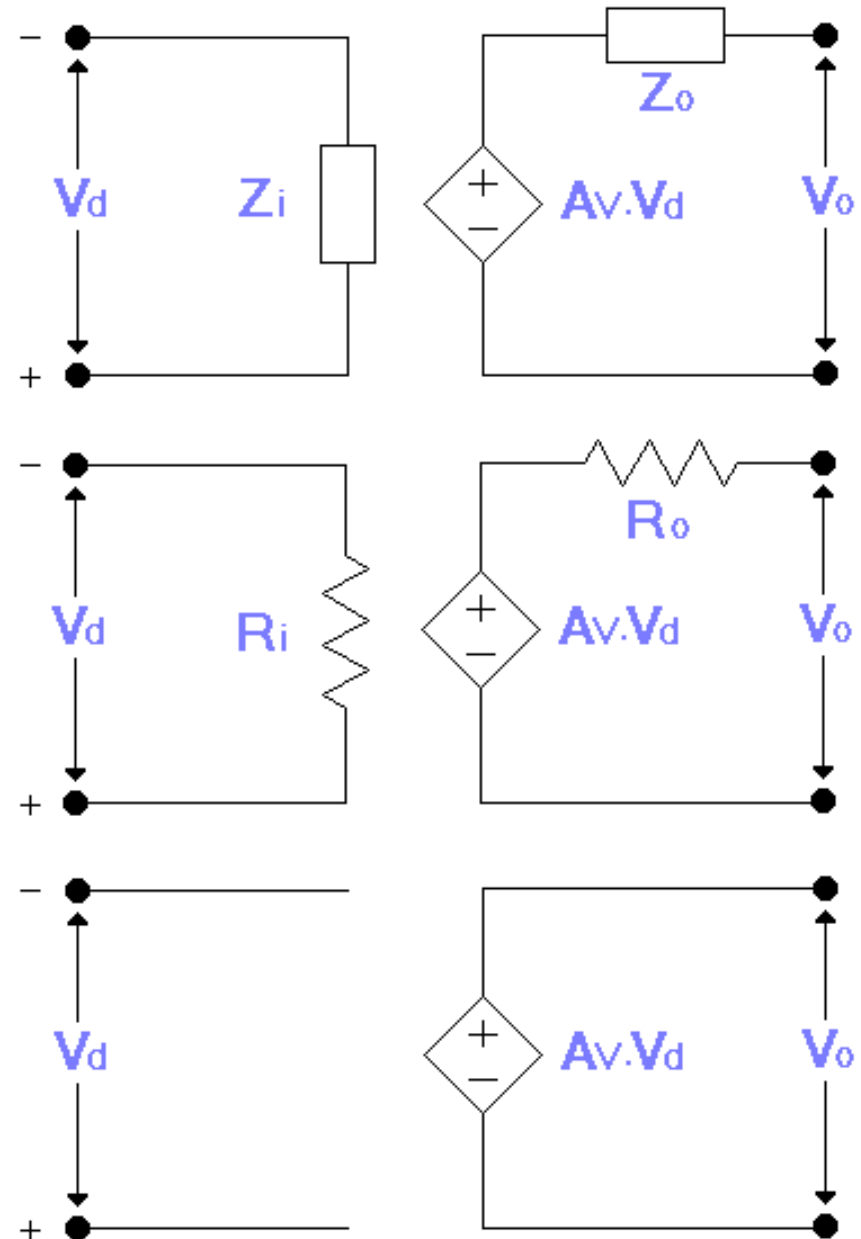 −
Zo
Vd Zi + − AV.Vd Vo
+
−
Ro
Vd Ri + − AV.Vd Vo
+
−
Vd + − AV.Vd Vo
+